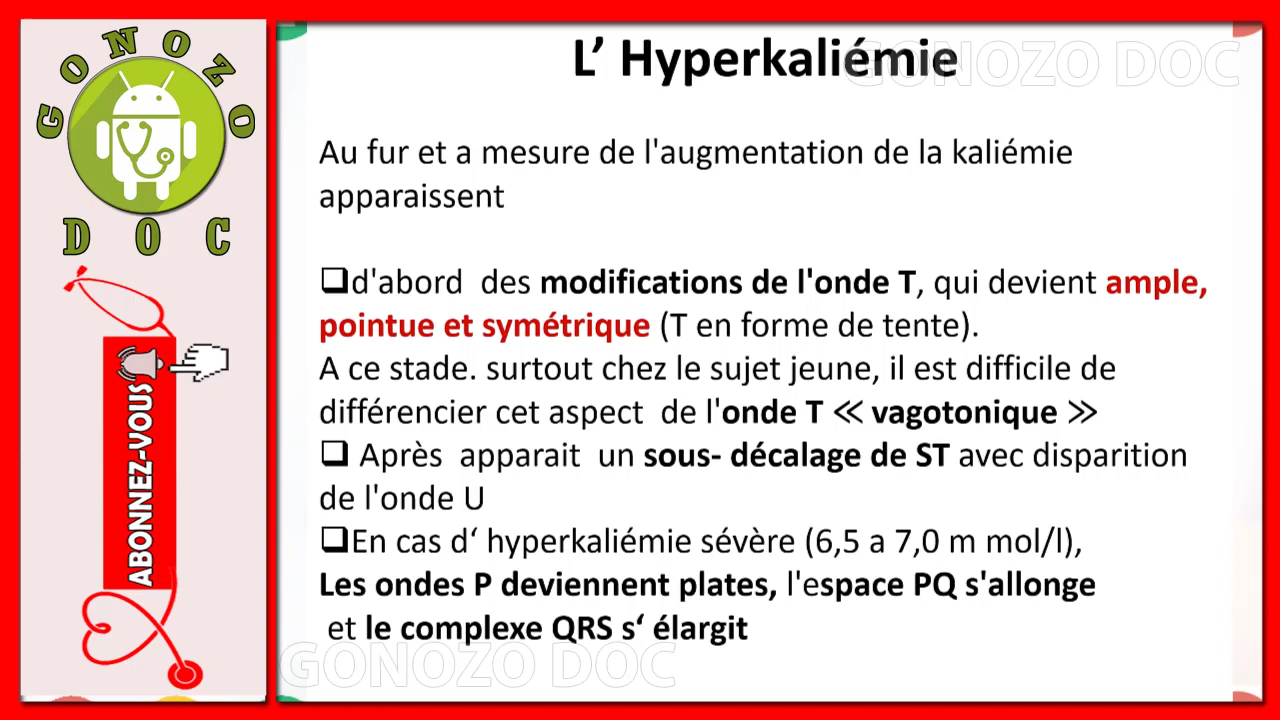 GONOZO
DOC
ABONNEZ-VOUS
L’ Hyperkaliémie
GONOZO DOC
Au fur et a mesure de l'augmentation de la kaliémie
apparaissent
❑d'abord des modifications de l'onde T, qui devient ample,
pointue et symétrique (T en forme de tente).
A ce stade. surtout chez le sujet jeune, il est difficile de
différencier cet aspect de l'onde T ≪ vagotonique ≫
❑ Après apparait un sous- décalage de ST avec disparition
de l'onde U
❑En cas d‘ hyperkaliémie sévère (6,5 a 7,0 m mol/l),
Les ondes P deviennent plates, l'espace PQ s'allonge
et le complexe QRS s‘ élargit
GONOZO DOC